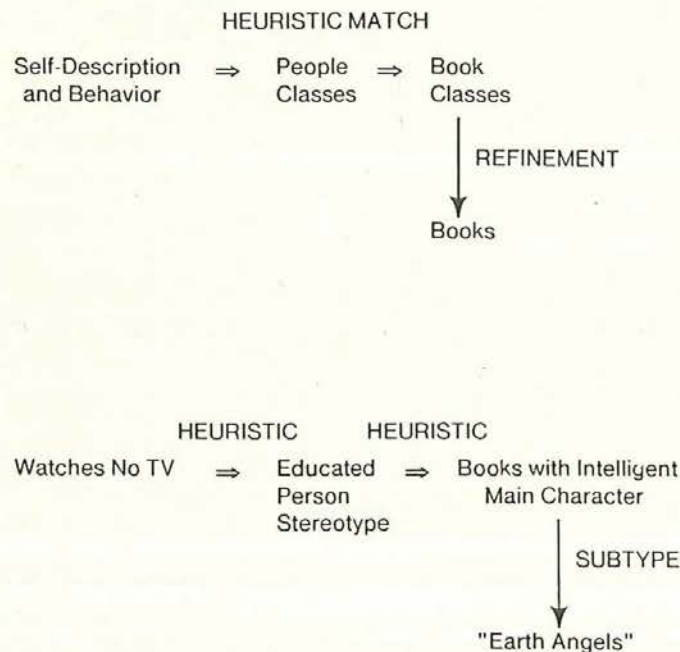 HEURISTIC MATCH
Self-Description ⇒ People ⇒ Book
and Behavior Classes Classes
REFINEMENT
Books
HEURISTIC HEURISTIC
Watches No TV ⇒ Educated ⇒ Books with Intelligent
Person Main Character
Stereotype
SUBTYPE
"Earth Angels"